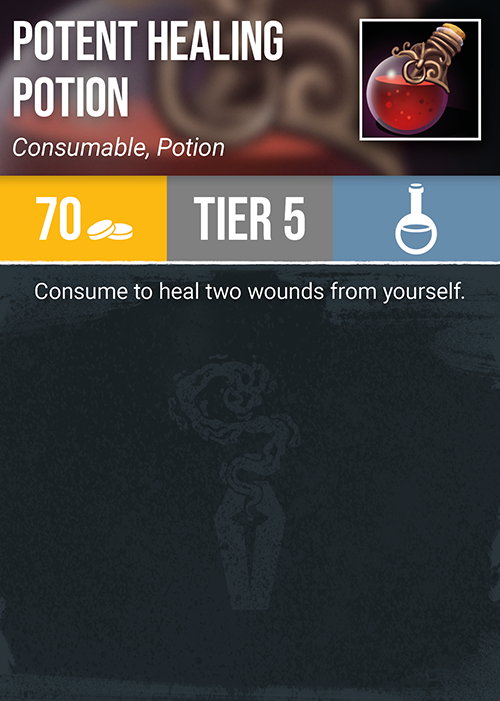 POTENT HEALING
POTION
Consumable, Potion
70
TIER 5
Consume to heal two wounds from yourself.